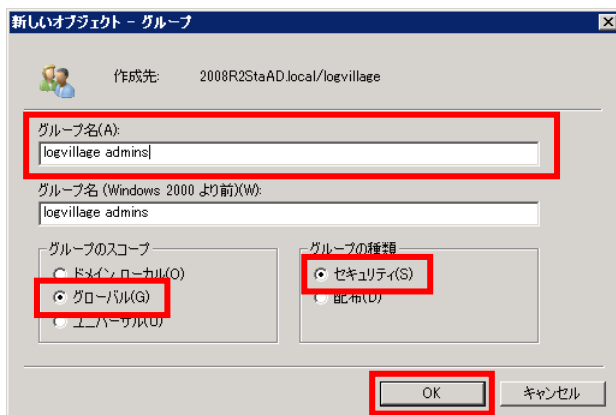 新しいオブジェクト - グループ
作成先: 2008R2StaAD.local/logvillage
グループ名(A):
logvillage admins
グループ名 (Windows 2000 より前)(W):
logvillage admins
グループのスコープ
ドメイン ローカル(O)
グローバル(G)
ユニバーサル(U)
グループの種類
セキュリティ(S)
配布(D)
OK
キャンセル